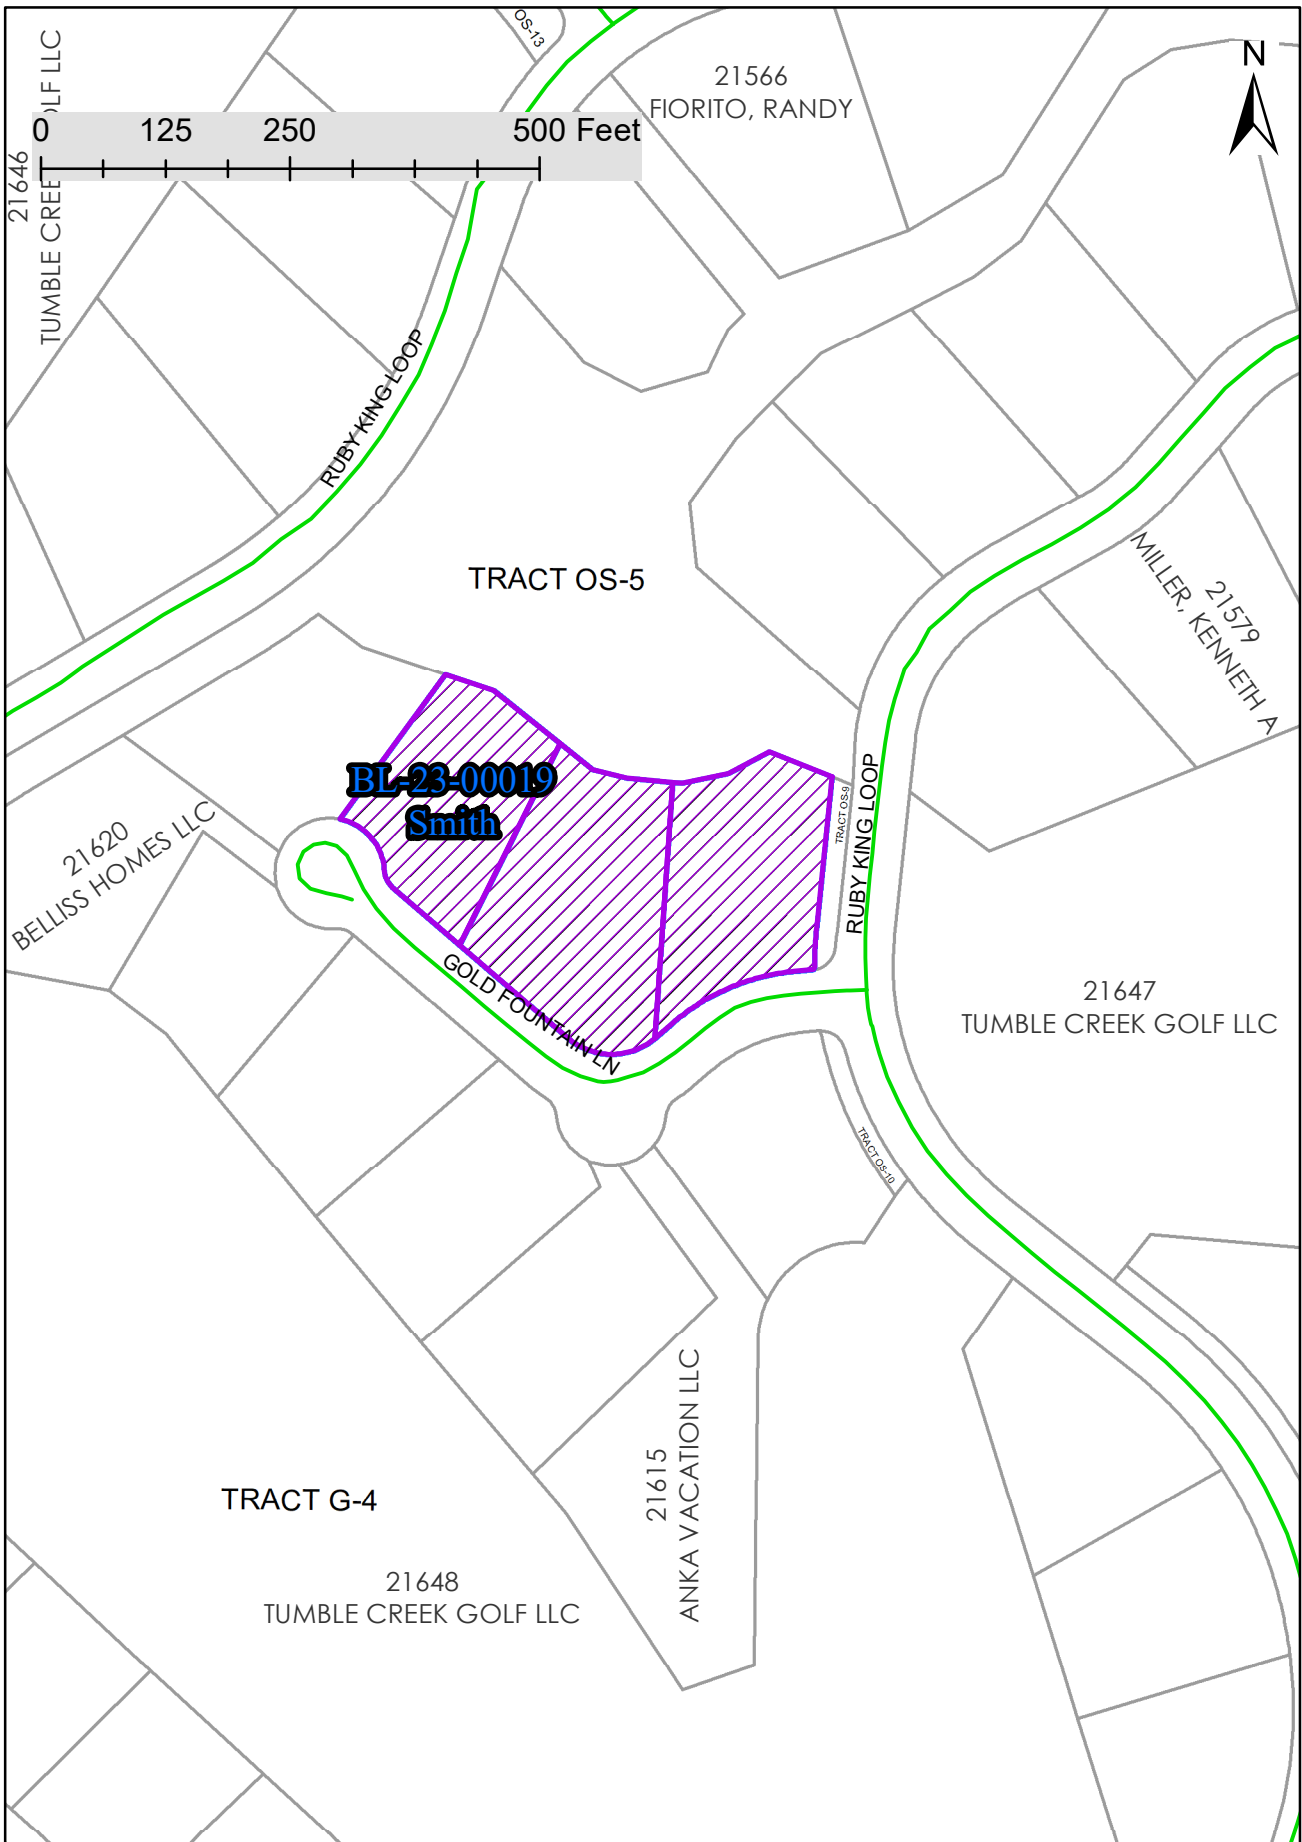 OS-13
21566
FIORITO, RANDY
N
0 125 250 500 Feet
21646
TUMBLE CREE OLF LLC
RUBY KING LOOP
TRACT OS-5
21579
MILLER, KENNETH A
BL-23-00019
Smith
TRACT OS-9
RUBY KING LOOP
21620
BELLISS HOMES LLC
GOLD FOUNTAIN LN
21647
TUMBLE CREEK GOLF LLC
TRACT OS-10
21615
ANKA VACATION LLC
TRACT G-4
21648
TUMBLE CREEK GOLF LLC